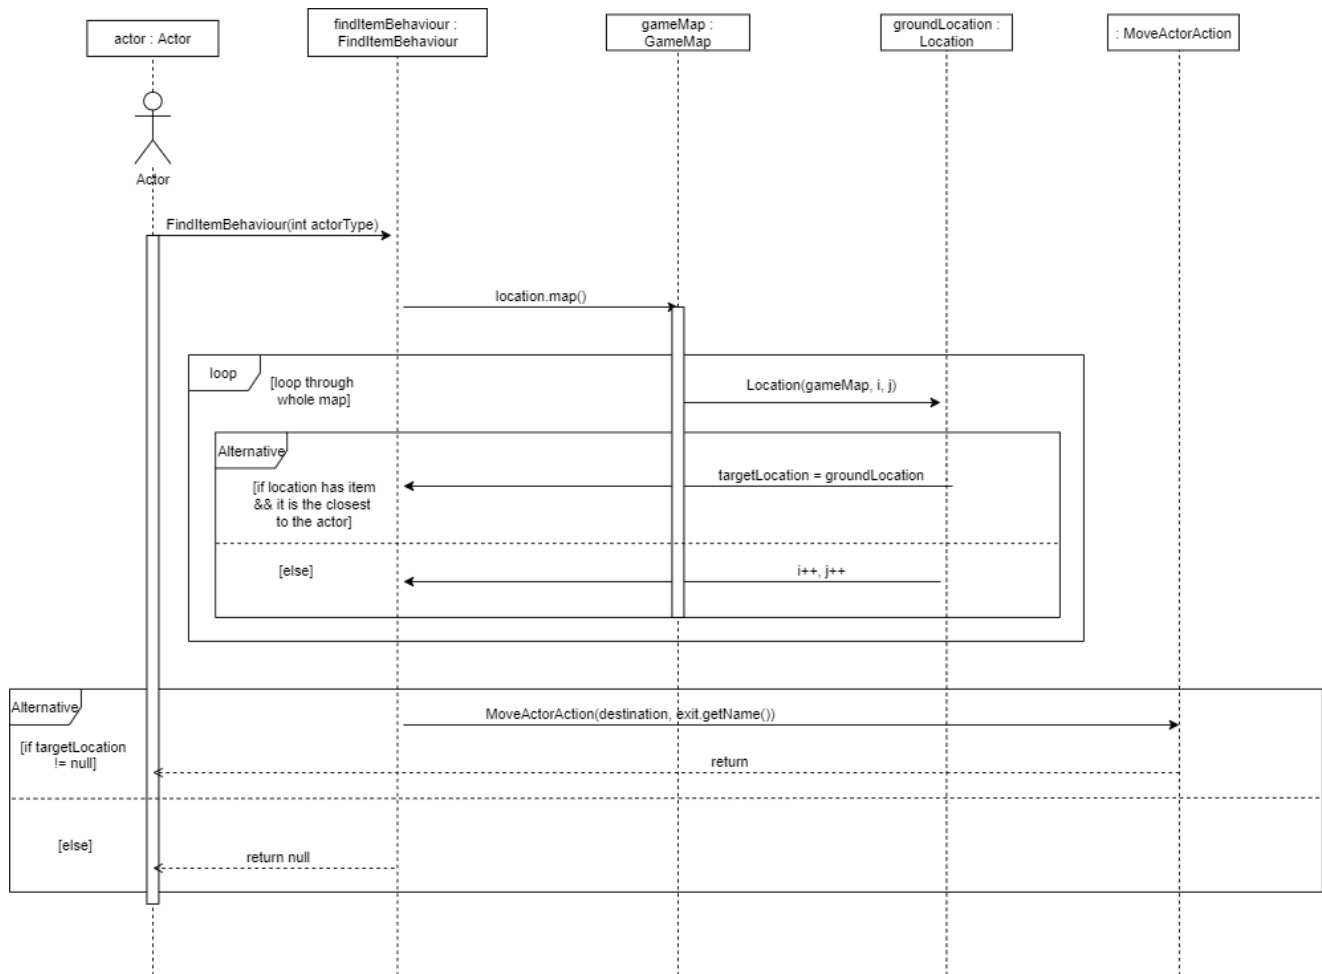 actor : Actor
findItemBehaviour :
FindItemBehaviour
gameMap :
GameMap
groundLocation :
Location
: MoveActorAction
Actor
FindItemBehaviour(int actorType)
location.map()
loop
[loop through
whole map]
Location(gameMap, i, j)
Alternative
[if location has item
&& it is the closest
to the actor]
targetLocation = groundLocation
[else]
i++, j++
Alternative
[if targetLocation
!= null]
MoveActorAction(destination, exit.getName())
return
[else]
return null